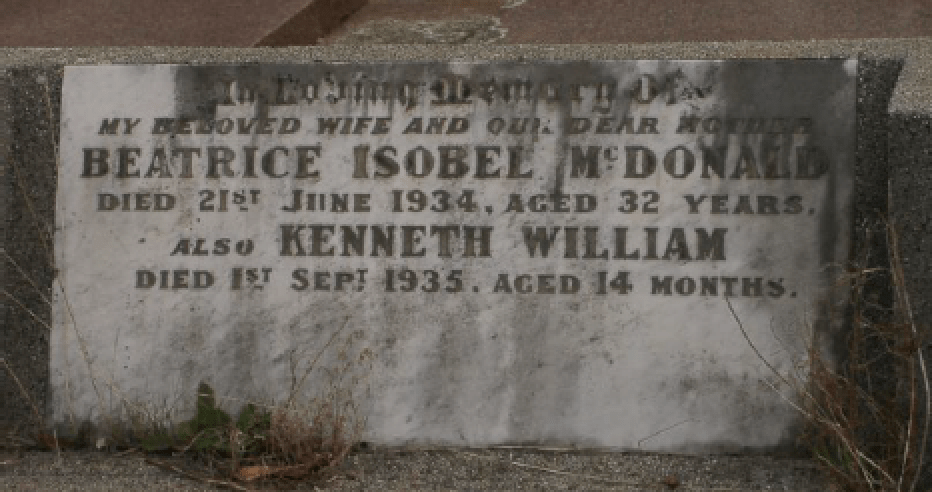 In Loving Memory Of
MY BELOVED WIFE AND OUR DEAR MOTHER
BEATRICE ISOBEL McDONALD
DIED 21ST JUNE 1934, AGED 32 YEARS.
ALSO KENNETH WILLIAM
DIED 1ST SEPT 1935. AGED 14 MONTHS.